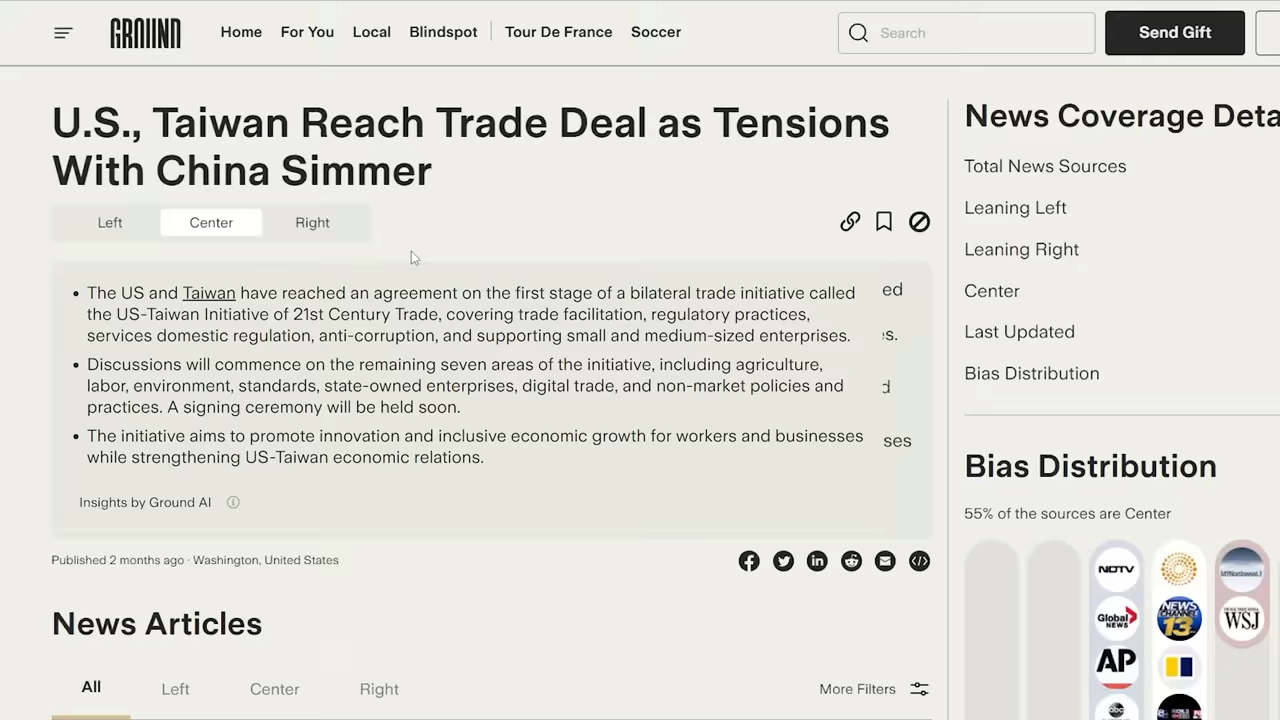 GROUND
Home
For You
Local
Blindspot
Tour De France
Soccer
Search
Send Gift
U.S., Taiwan Reach Trade Deal as Tensions
With China Simmer
Left
Center
Right
• The US and Taiwan have reached an agreement on the first stage of a bilateral trade initiative called
the US-Taiwan Initiative of 21st Century Trade, covering trade facilitation, regulatory practices,
services domestic regulation, anti-corruption, and supporting small and medium-sized enterprises.
• Discussions will commence on the remaining seven areas of the initiative, including agriculture,
labor, environment, standards, state-owned enterprises, digital trade, and non-market policies and
practices. A signing ceremony will be held soon.
• The initiative aims to promote innovation and inclusive economic growth for workers and businesses
while strengthening US-Taiwan economic relations.
ed
s.
d
ses
Insights by Ground AI
Published 2 months ago · Washington, United States
News Articles
All
Left
Center
Right
More Filters
News Coverage Deta
Total News Sources
Leaning Left
Leaning Right
Center
Last Updated
Bias Distribution
Bias Distribution
55% of the sources are Center
NDTV
Global
NEWS
AP
abc
NEWS
CHANNEL
13
WSJ